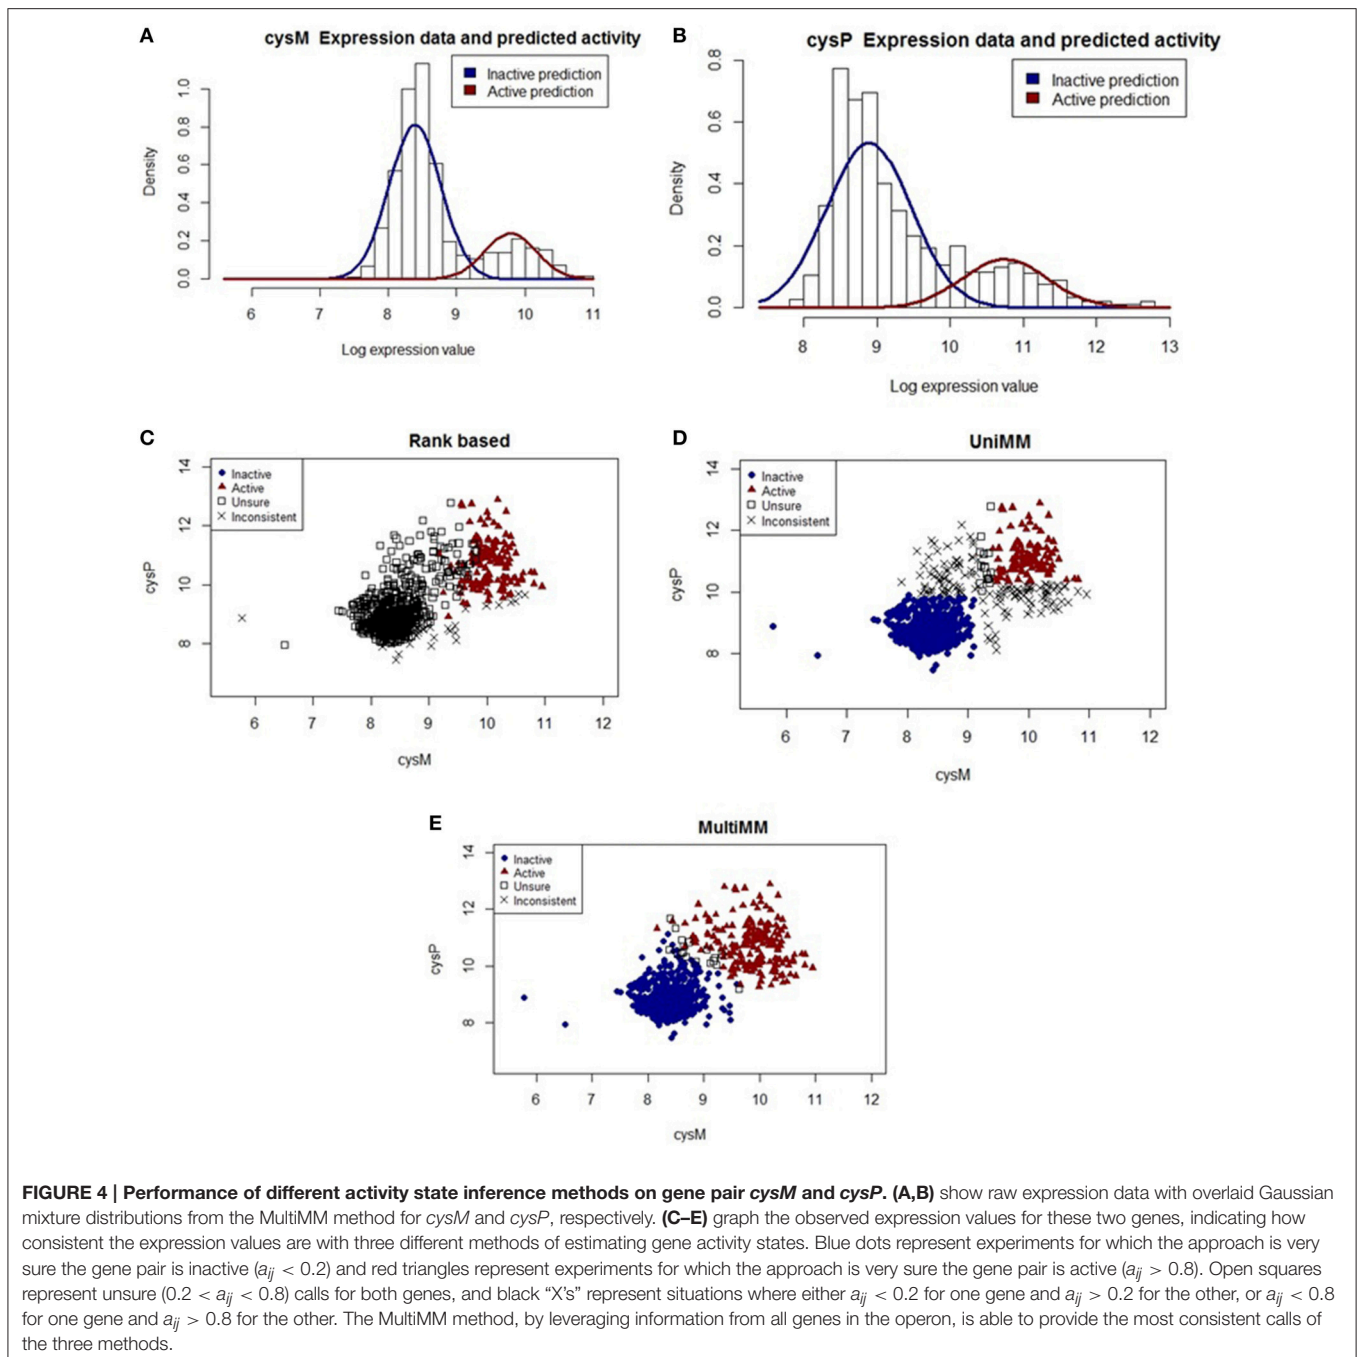 A
cysM Expression data and predicted activity
Inactive prediction
Active prediction
Density
0.0
0.2
0.4
0.6
0.8
1.0
6 7 8 9 10 11
Log expression value
B
cysP Expression data and predicted activity
Inactive prediction
Active prediction
Density
0.0
0.2
0.4
0.6
0.8
8 9 10 11 12 13
Log expression value
C
Rank based
Inactive
Active
Unsure
Inconsistent
cysP
14
12
10
8
6 7 8 9 10 11 12
cysM
D
UniMM
Inactive
Active
Unsure
Inconsistent
cysP
14
12
10
8
6 7 8 9 10 11 12
cysM
E
MultiMM
Inactive
Active
Unsure
Inconsistent
cysP
14
12
10
8
6 7 8 9 10 11 12
cysM
FIGURE 4 | Performance of different activity state inference methods on gene pair cysM and cysP. (A,B) show raw expression data with overlaid Gaussian
mixture distributions from the MultiMM method for cysM and cysP, respectively. (C–E) graph the observed expression values for these two genes, indicating how
consistent the expression values are with three different methods of estimating gene activity states. Blue dots represent experiments for which the approach is very
sure the gene pair is inactive (aij < 0.2) and red triangles represent experiments for which the approach is very sure the gene pair is active (aij > 0.8). Open squares
represent unsure (0.2 < aij < 0.8) calls for both genes, and black “X’s” represent situations where either aij < 0.2 for one gene and aij > 0.2 for the other, or aij < 0.8
for one gene and aij > 0.8 for the other. The MultiMM method, by leveraging information from all genes in the operon, is able to provide the most consistent calls of
the three methods.